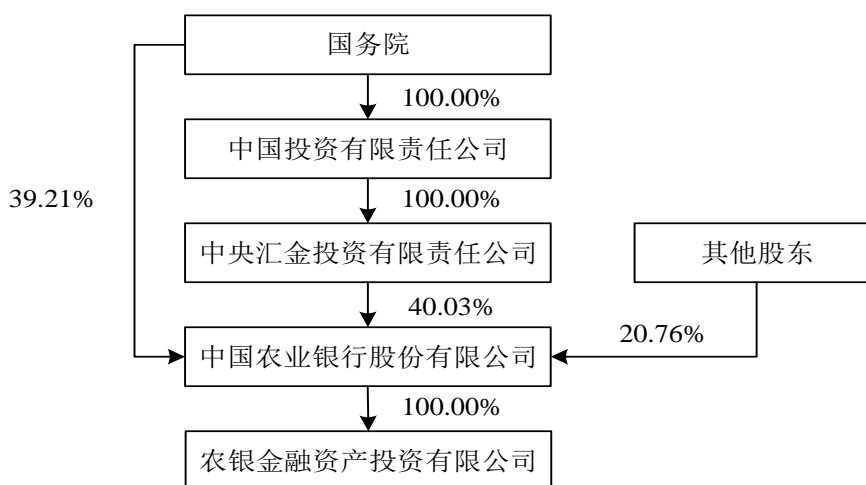 国务院
100.00%
中国投资有限责任公司
39.21%
100.00%
中央汇金投资有限责任公司
其他股东
40.03%
20.76%
中国农业银行股份有限公司
100.00%
农银金融资产投资有限公司